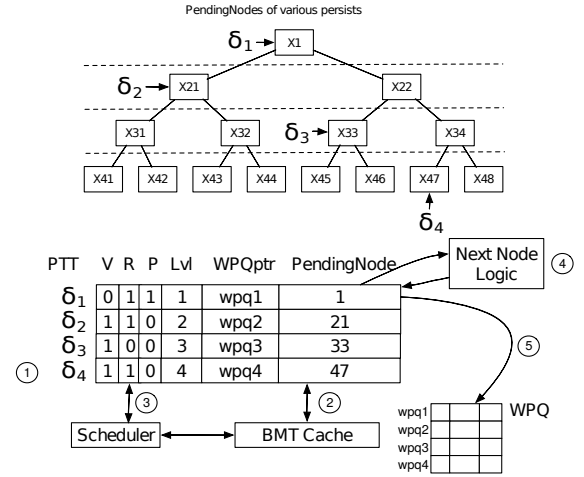 PendingNodes of various persists
δ1 X1
δ2 X21 X22
X31 X32 δ3 X33 X34
X41 X42 X43 X44 X45 X46 X47 X48
δ4
PTT V R P Lvl WPQptr PendingNode
Next Node
Logic
4
δ1 0 1 1 1 wpq1 1
δ2 1 1 0 2 wpq2 21
δ3 1 0 0 3 wpq3 33
5
1 δ4 1 1 0 4 wpq4 47
3 2
Scheduler BMT Cache
WPQ
wpq1
wpq2
wpq3
wpq4